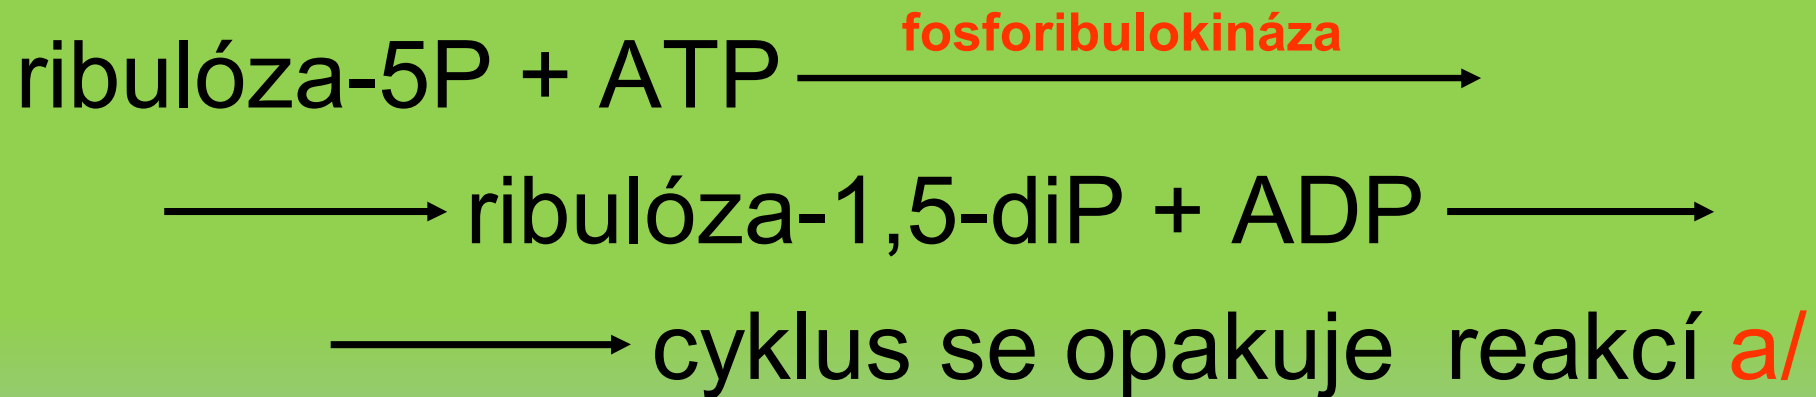 fosforibulokináza
ribulóza-5P + ATP
ribulóza-1,5-diP + ADP
cyklus se opakuje reakcí a/